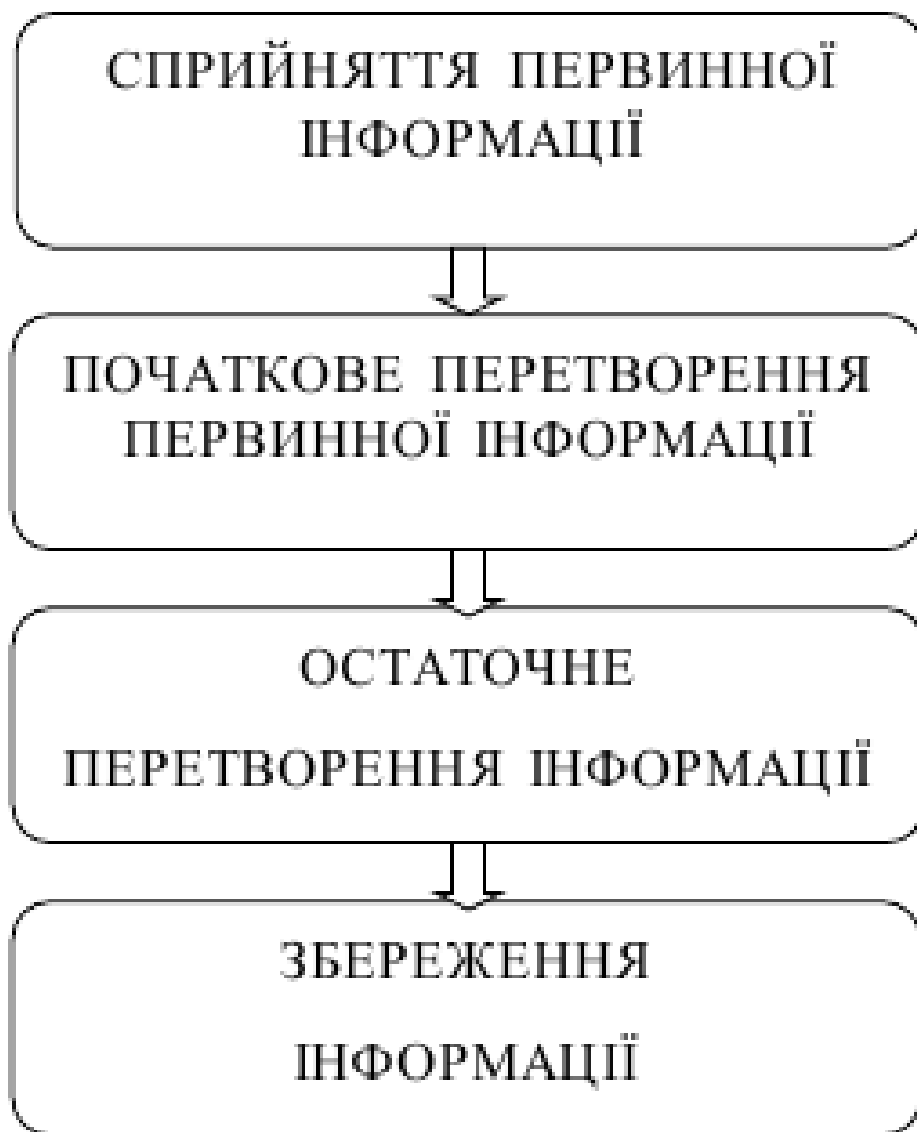 СПРИЙНЯТТЯ ПЕРВИННОЇ
ІНФОРМАЦІЇ
ПОЧАТКОВЕ ПЕРЕТВОРЕННЯ
ПЕРВИННОЇ ІНФОРМАЦІЇ
ОСТАТОЧНЕ
ПЕРЕТВОРЕННЯ ІНФОРМАЦІЇ
ЗБЕРЕЖЕННЯ
ІНФОРМАЦІЇ